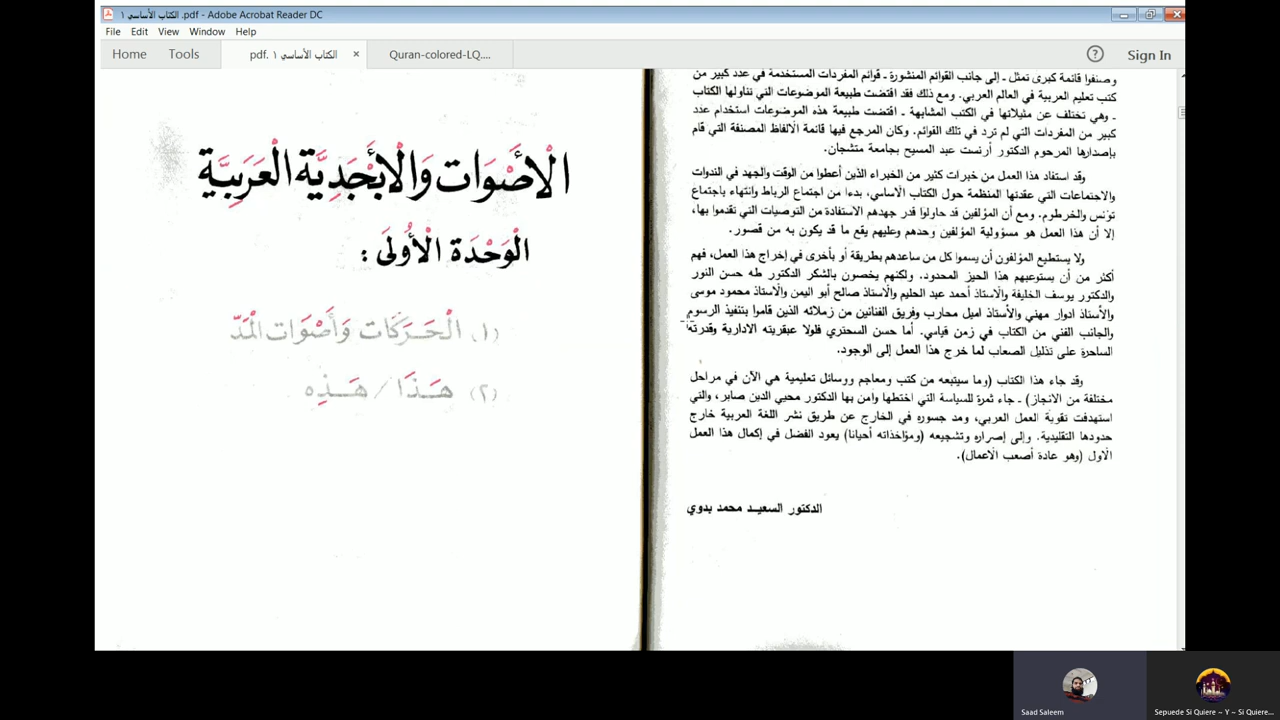 الكتاب الأساسي ١ .pdf - Adobe Acrobat Reader DC
File Edit View Window Help
Home Tools الكتاب الأساسي ١ .pdf × Quran-colored-LQ.... ? Sign In
وصنفوا قائمة كبرى تمثل ـ إلى جانب القوائم المنشورة ـ قوائم المفردات المستخدمة في عدد كبير من
كتب تعليم العربية في العالم العربي. ومع ذلك فقد اقتضت طبيعة الموضوعات التي تناولها الكتاب
ـ وهي تختلف عن مثيلاتها في الكتب المشابهة ـ اقتضت طبيعة هذه الموضوعات استخدام عدد
كبير من المفردات التي لم ترد في تلك القوائم. وكان المرجع فيها قائمة الألفاظ المصنفة التي قام
بإصدارها المرحوم الدكتور أرنست عبد المسيح بجامعة متشجان.
وقد استفاد هذا العمل من خبرات كثير من الخبراء الذين أعطوا من الوقت والجهد في الندوات
والاجتماعات التي عقدتها المنظمة حول الكتاب الأساسي، بدءا من اجتماع الرباط وانتهاء باجتماع
تونس والخرطوم. ومع أن المؤلفين قد حاولوا قدر جهدهم الاستفادة من التوصيات التي تقدموا بها،
إلا أن هذا العمل هو مسؤولية المؤلفين وحدهم وعليهم يقع ما قد يكون به من قصور.
ولا يستطيع المؤلفون أن يسموا كل من ساعدهم بطريقة أو بأخرى في إخراج هذا العمل، فهم
أكثر من أن يستوعبهم هذا الحيز المحدود. ولكنهم يخصون بالشكر الدكتور طه حسن النور
والدكتور يوسف الخليفة والأستاذ أحمد عبد الحليم والأستاذ صالح أبو اليمن والأستاذ محمود موسى
والأستاذ ادوار مهني والأستاذ اميل محارب وفريق الفنانين من زملائه الذين قاموا بتنفيذ الرسوم
والجانب الفني من الكتاب في زمن قياسي. أما حسن السحتري فلولا عبقريته الادارية وقدرته
الساحرة على تذليل الصعاب لما خرج هذا العمل إلى الوجود.
وقد جاء هذا الكتاب (وما سيتبعه من كتب ومعاجم ووسائل تعليمية هي الآن في مراحل
مختلفة من الانجاز) ـ جاء ثمرة للسياسة التي اختطها وامن بها الدكتور محيي الدين صابر، والتي
استهدفت تقوية العمل العربي، ومد جسوره في الخارج عن طريق نشر اللغة العربية خارج
حدودها التقليدية. وإلى إصراره وتشجيعه (ومؤاخذاته أحيانا) يعود الفضل في إكمال هذا العمل
الأول (وهو عادة أصعب الأعمال).
الدكتور السعيـد محمد بدوي
الْأَصْوَات وَالْأَبْجَدِيَّة الْعَرَبِيَّة
الْوَحْدَة الْأُولَى :
(١) الْحَـرَكَات وَأَصْوَات الْمَدّ
(٢) هَـذَا / هَـذِه
Saad Saleem
Sepuede Si Quiere ~ Y ~ Si Quiere...